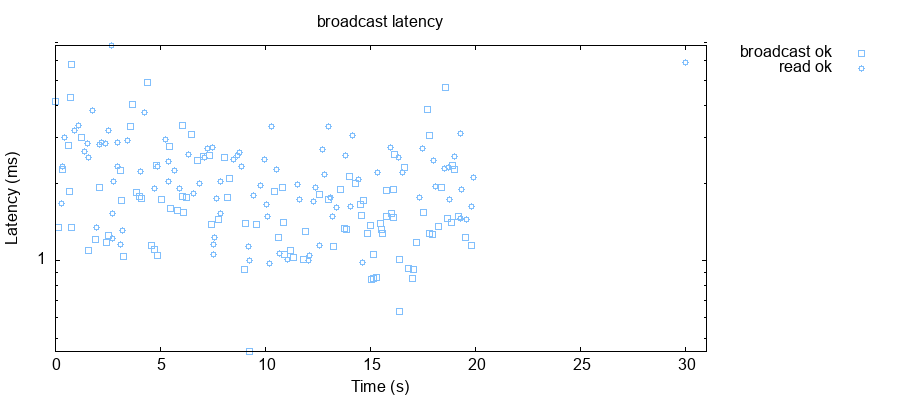 broadcast latency
broadcast ok
read ok
Latency (ms)
1
0 5 10 15 20 25 30
Time (s)